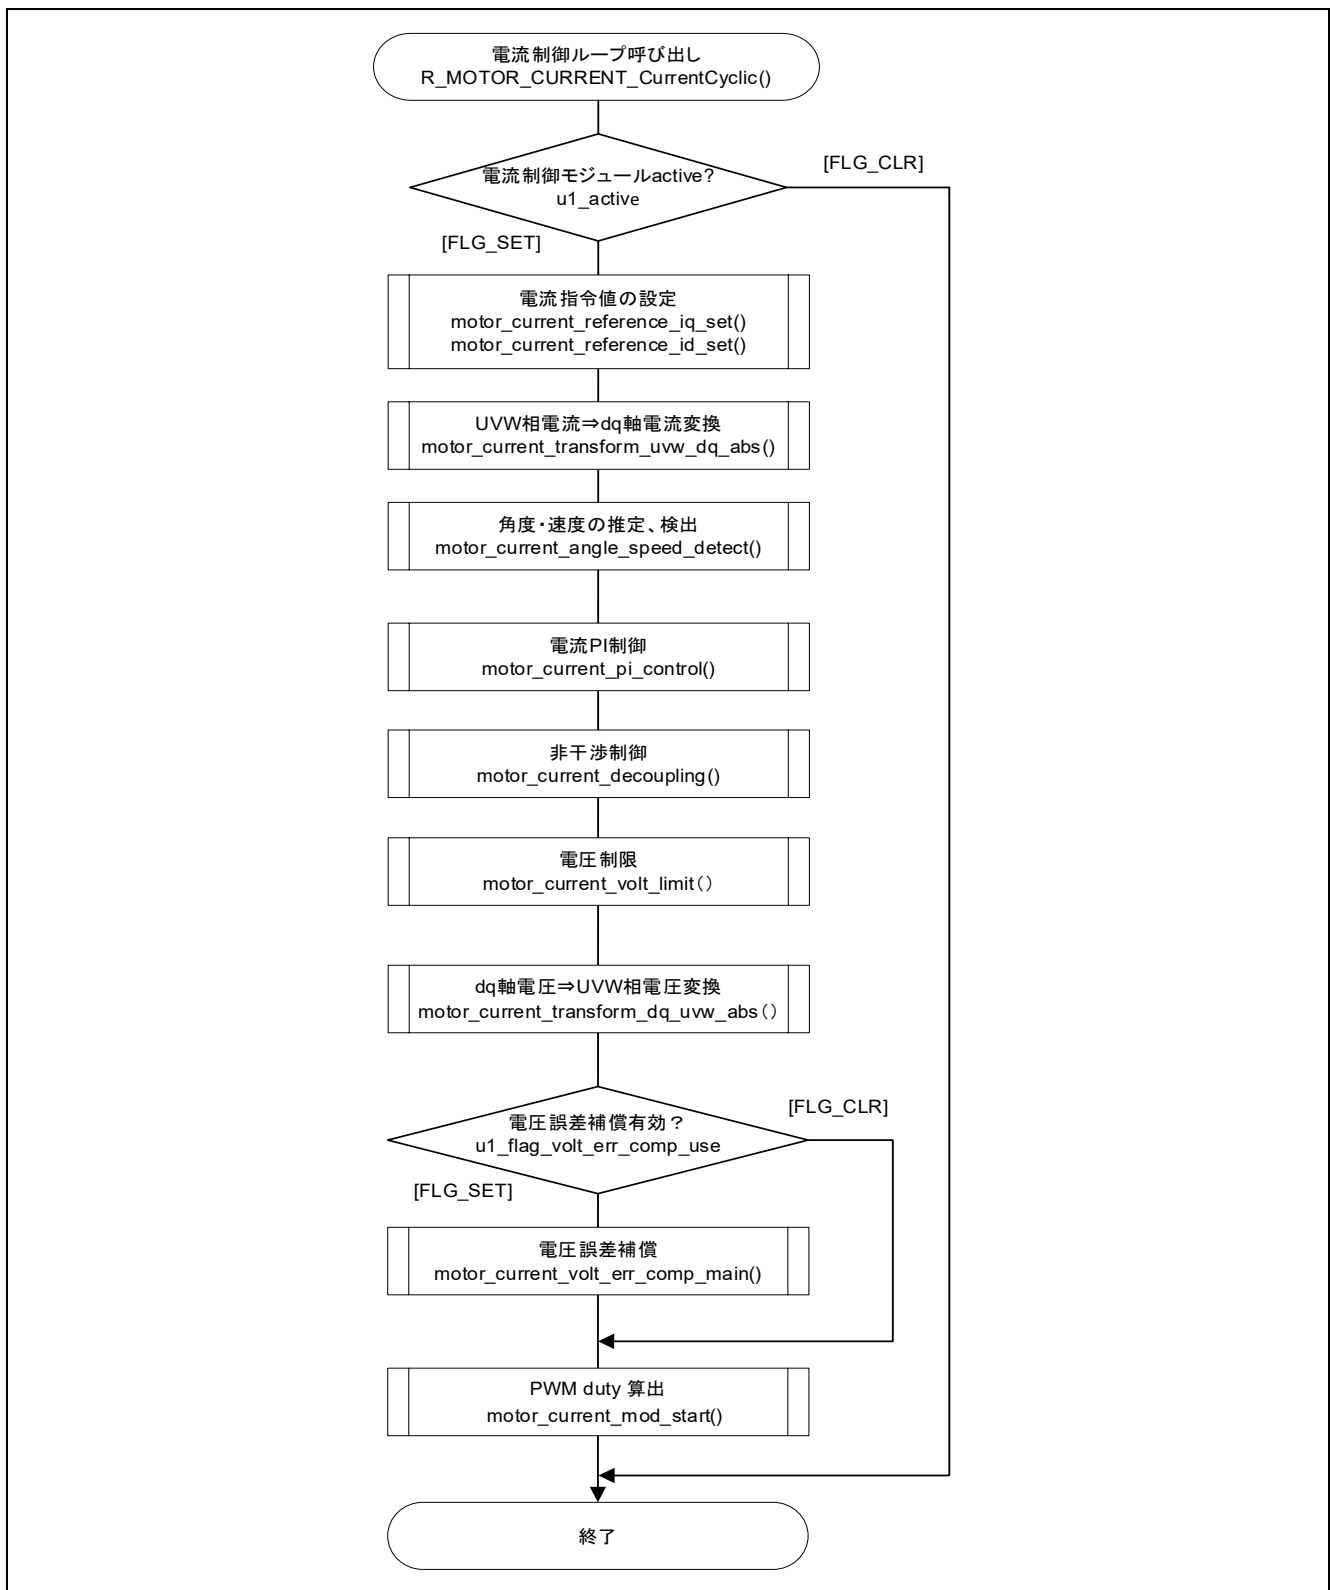 電流制御ループ呼び出し
R_MOTOR_CURRENT_CurrentCyclic()
[FLG_CLR]
電流制御モジュールactive?
u1_active
[FLG_SET]
電流指令値の設定
motor_current_reference_iq_set()
motor_current_reference_id_set()
UVW相電流⇒dq軸電流変換
motor_current_transform_uvw_dq_abs()
角度・速度の推定、検出
motor_current_angle_speed_detect()
電流PI制御
motor_current_pi_control()
非干渉制御
motor_current_decoupling()
電圧制限
motor_current_volt_limit（）
dq軸電圧⇒UVW相電圧変換
motor_current_transform_dq_uvw_abs（）
[FLG_CLR]
電圧誤差補償有効？
u1_flag_volt_err_comp_use
[FLG_SET]
電圧誤差補償
motor_current_volt_err_comp_main()
PWM duty 算出
motor_current_mod_start()
終了